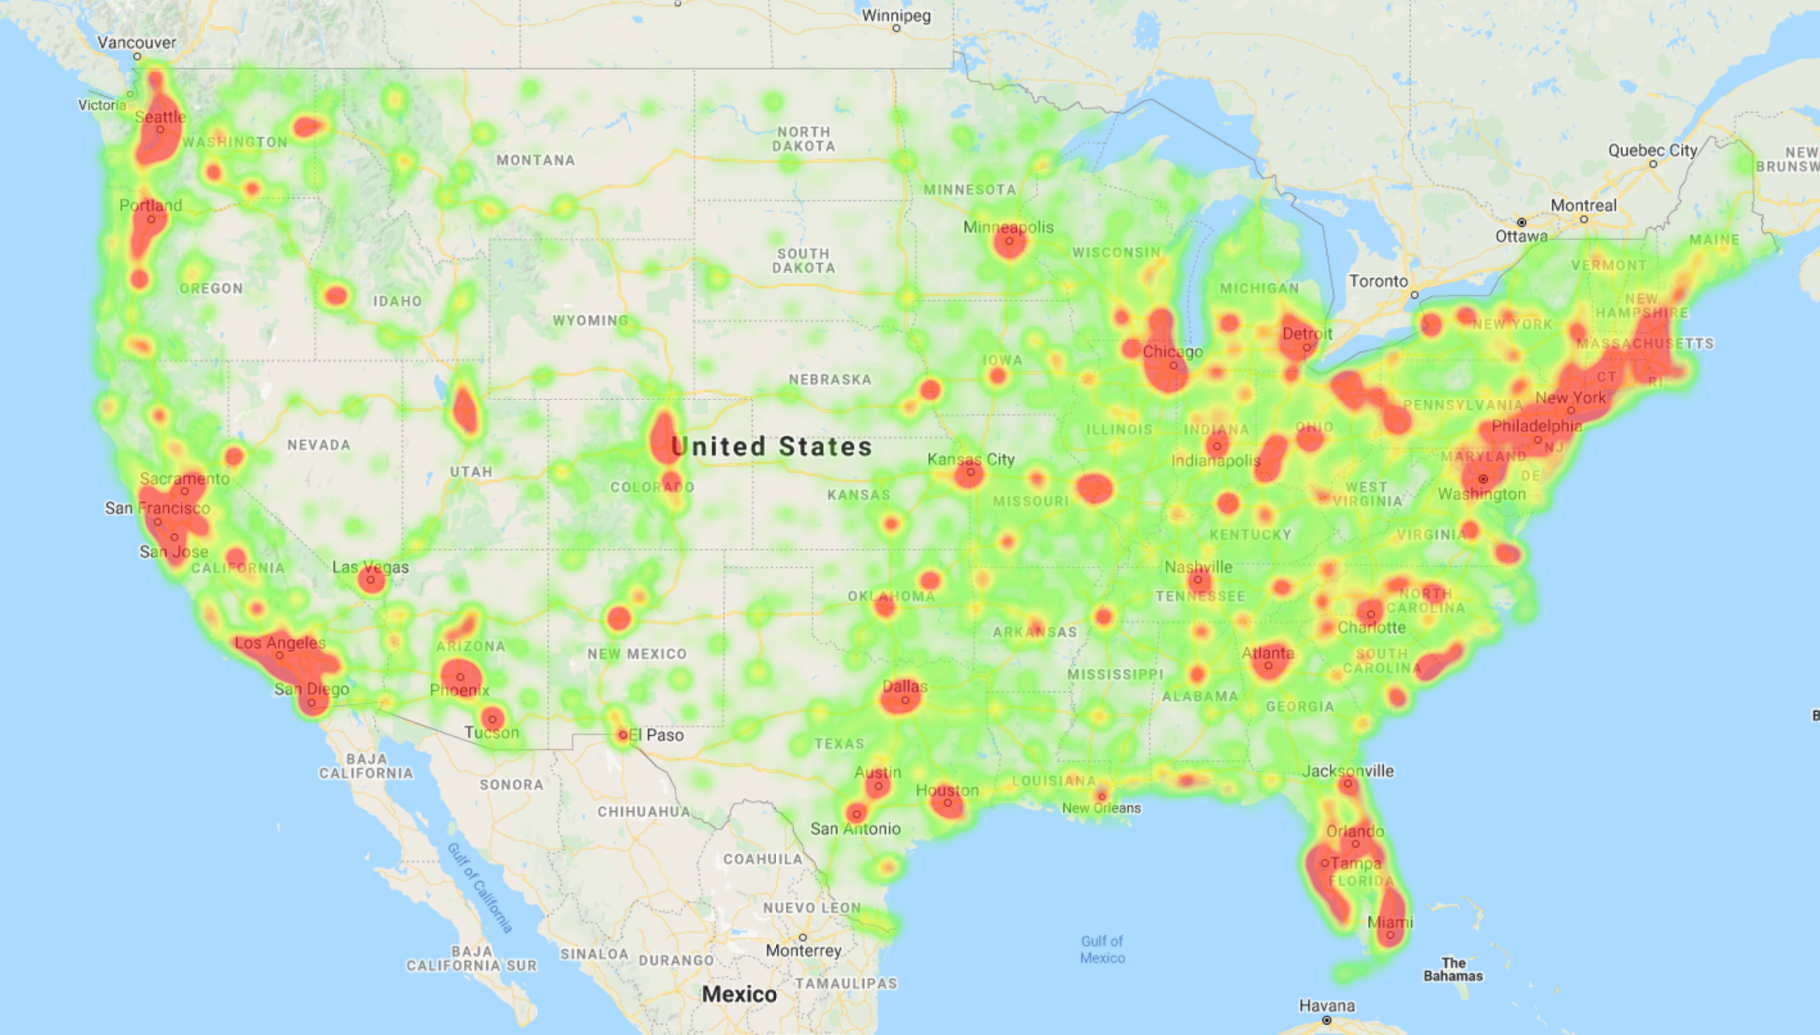 Winnipeg
Vancouver
Victoria
Seattle
WASHINGTON
NORTH
DAKOTA
MONTANA
Quebec City
NEW
BRUNSW
MINNESOTA
Portland
Montreal
Minneapolis
Ottawa
MAINE
SOUTH
DAKOTA
WISCONSIN
VERMONT
Toronto
OREGON
IDAHO
MICHIGAN
NEW
HAMPSHIRE
WYOMING
NEW YORK
Detroit
MASSACHUSETTS
Chicago
IOWA
NEBRASKA
CT
RI
New York
PENNSYLVANIA
NEVADA
United States
ILLINOIS
INDIANA
OHIO
Philadelphia
NJ
MARYLAND
Kansas City
Indianapolis
UTAH
Sacramento
COLORADO
KANSAS
MISSOURI
WEST
VIRGINIA
Washington
DE
San Francisco
KENTUCKY
VIRGINIA
San Jose
CALIFORNIA
Las Vegas
Nashville
OKLAHOMA
TENNESSEE
NORTH
CAROLINA
ARKANSAS
Charlotte
Los Angeles
ARIZONA
NEW MEXICO
Atlanta
SOUTH
CAROLINA
MISSISSIPPI
San Diego
Phoenix
Dallas
ALABAMA
GEORGIA
Tucson
El Paso
TEXAS
B
BAJA
CALIFORNIA
SONORA
Austin
LOUISIANA
Jacksonville
Houston
CHIHUAHUA
New Orleans
San Antonio
Orlando
COAHUILA
Tampa
FLORIDA
Gulf of California
NUEVO LEON
Miami
Monterrey
Gulf of
Mexico
BAJA
CALIFORNIA SUR
SINALOA
DURANGO
The
Bahamas
TAMAULIPAS
Mexico
Havana